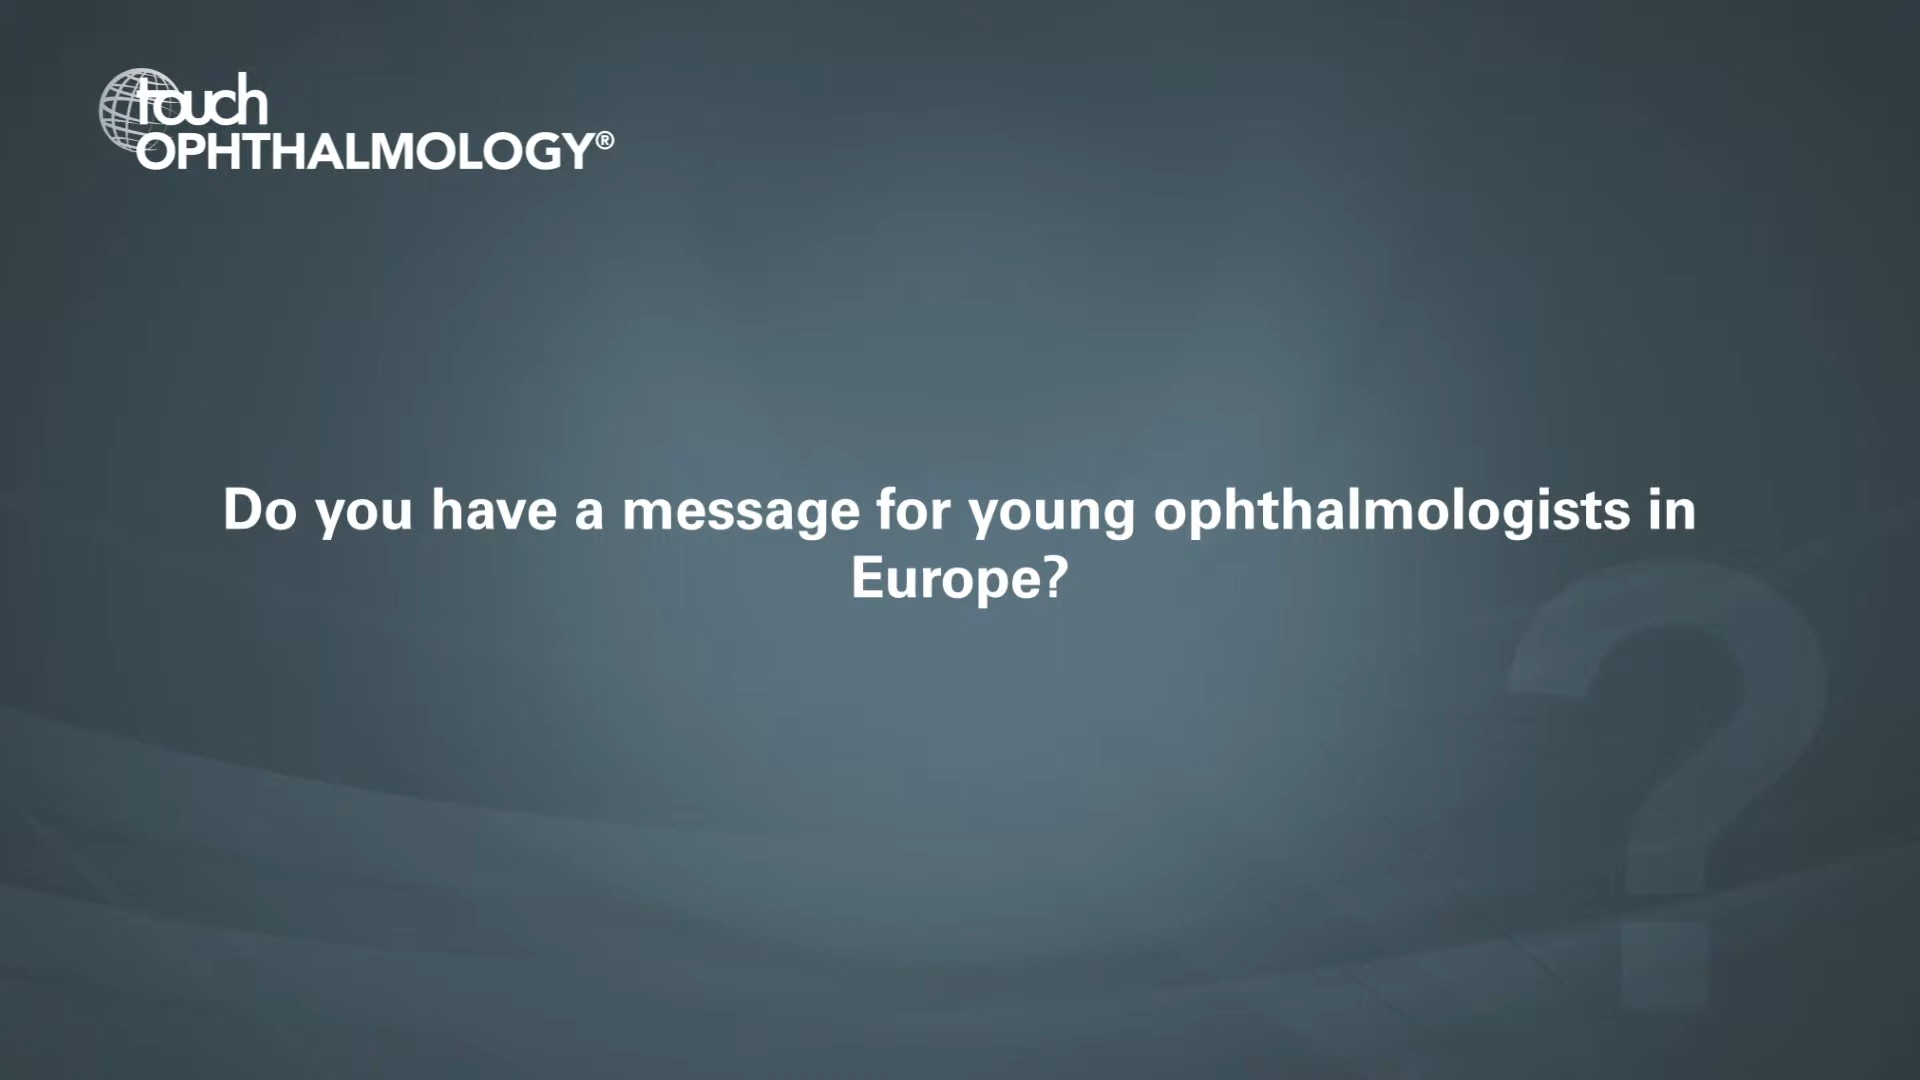 touch
OPHTHALMOLOGY®
Do you have a message for young ophthalmologists in
Europe?
?